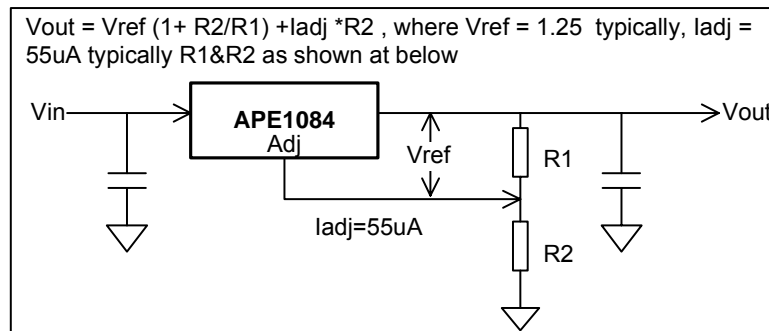 Vout = Vref (1+ R2/R1) +Iadj *R2 , where Vref = 1.25  typically, Iadj =
55uA typically R1&R2 as shown at below
Vin
APE1084
Adj
Vref
R1
Vout
Iadj=55uA
R2